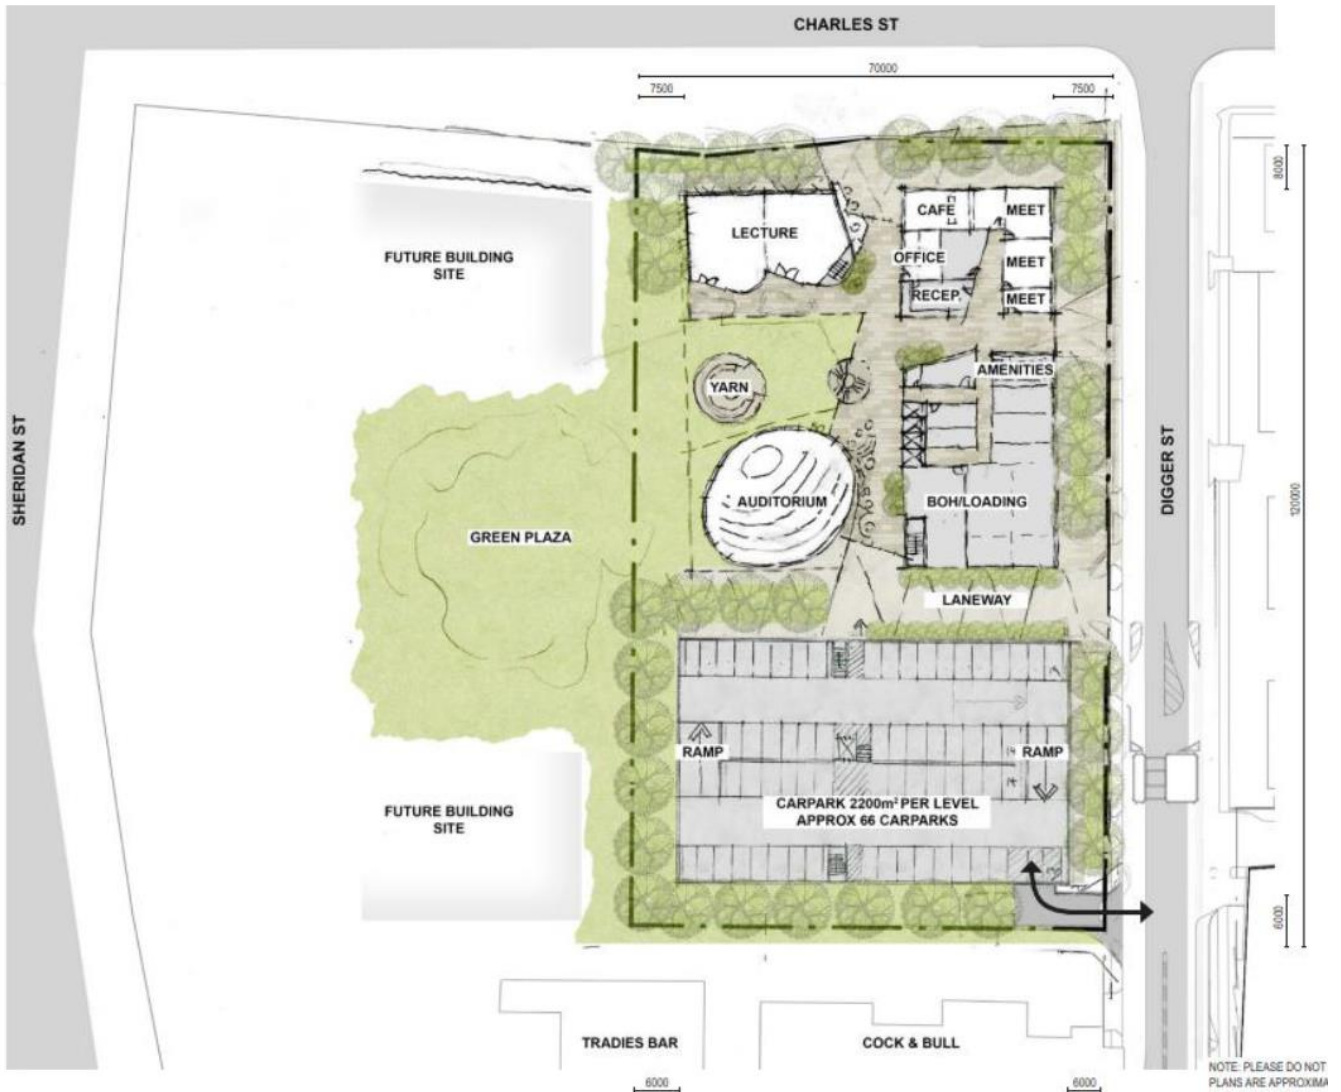 CHARLES ST
70000
7500
7500
8000
LECTURE
CAFE
MEET
FUTURE BUILDING
SITE
OFFICE
MEET
RECEP.
MEET
YARN
AMENITIES
SHERIDAN ST
AUDITORIUM
BOH/LOADING
DIGGER ST
120000
GREEN PLAZA
LANEWAY
RAMP
14
RAMP
14
CARPARK 2200m² PER LEVEL
APPROX 66 CARPARKS
FUTURE BUILDING
SITE
6000
TRADIES BAR
COCK & BULL
NOTE: PLEASE DO NOT
PLANS ARE APPROXIMA
6000
6000